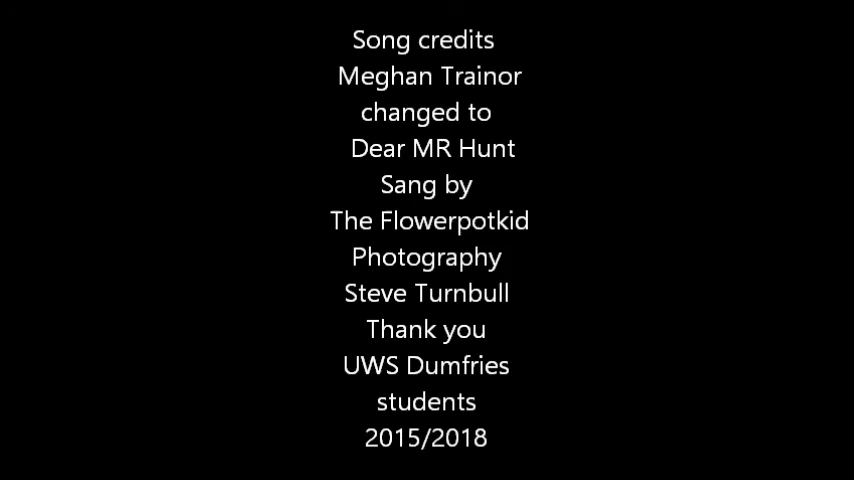 Song credits
Meghan Trainor
changed to
Dear MR Hunt
Sang by
The Flowerpotkid
Photography
Steve Turnbull
Thank you
UWS Dumfries
students
2015/2018